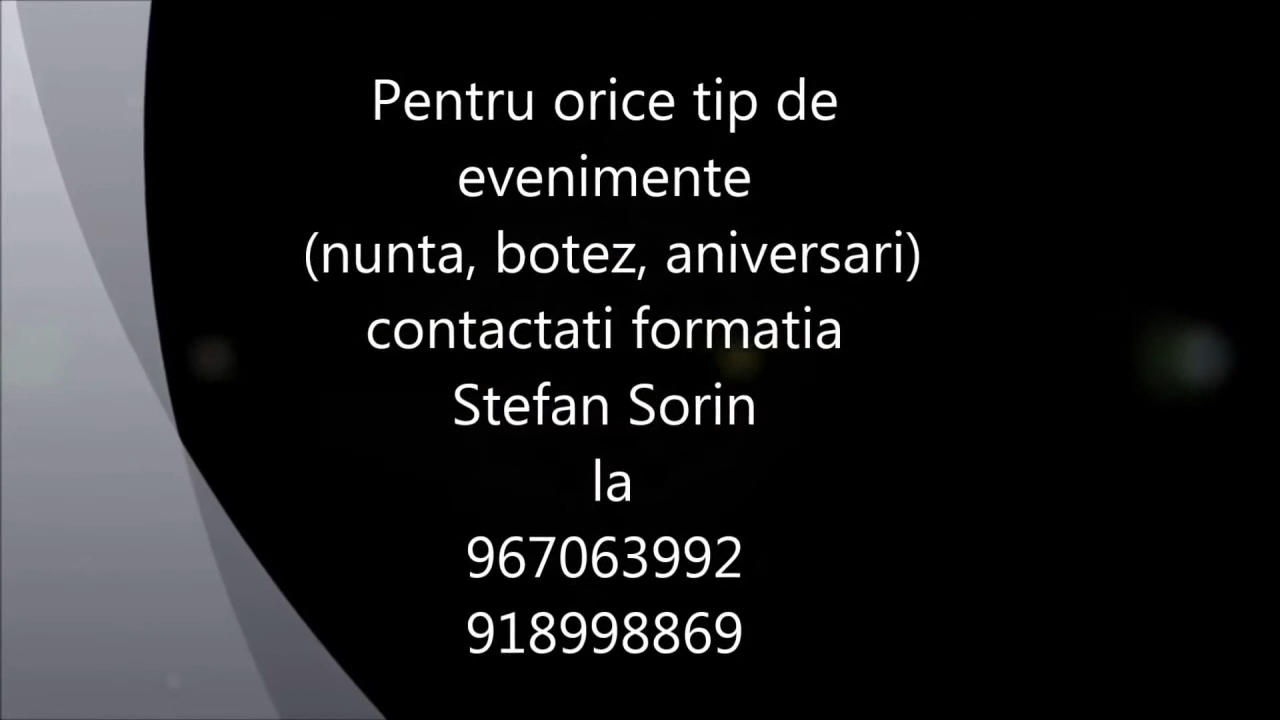 Pentru orice tip de
evenimente
(nunta, botez, aniversari)
contactati formatia
Stefan Sorin
la
967063992
918998869